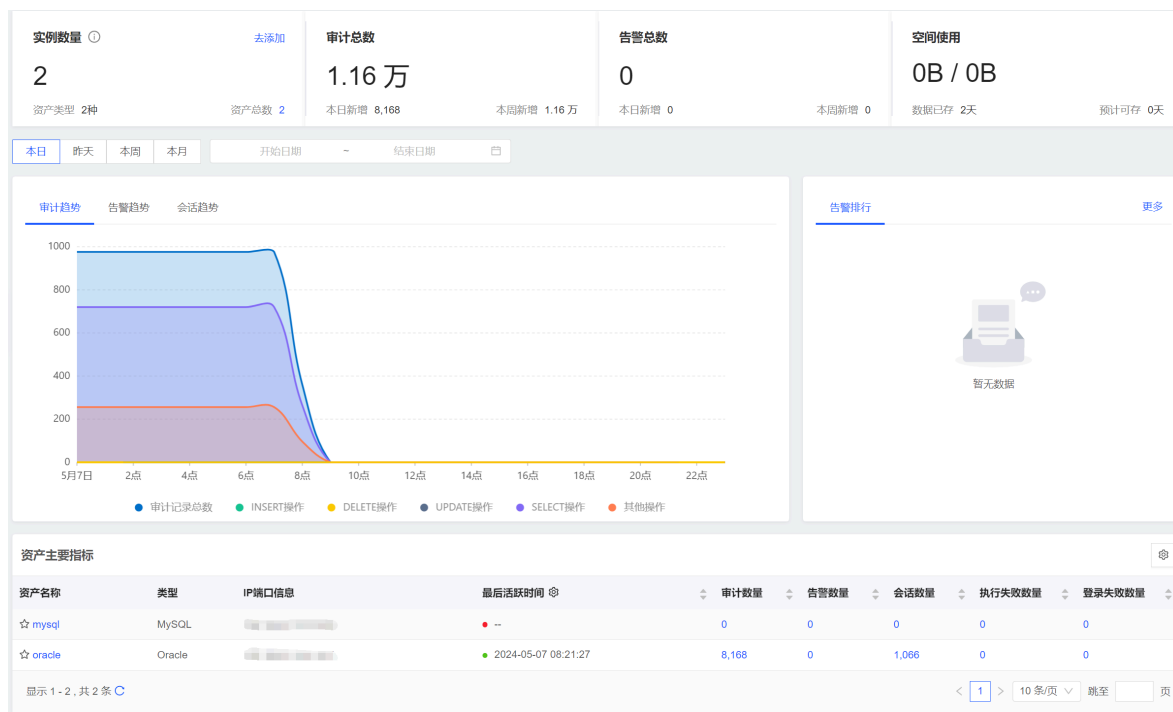 实例数量 去添加 审计总数 告警总数 空间使用
2 1.16 万 0 0B / 0B
资产类型 2种 资产总数 2 本日新增 8,168 本周新增 1.16 万 本日新增 0 本周新增 0 数据已存 2天 预计可存 0天
本日 昨天 本周 本月 开始日期 ~ 结束日期
审计趋势 告警趋势 会话趋势 告警排行 更多
1000
800
600
400
200
0
暂无数据
5月7日 2点 4点 6点 8点 10点 12点 14点 16点 18点 20点 22点
审计记录总数 INSERT操作 DELETE操作 UPDATE操作 SELECT操作 其他操作
资产主要指标
资产名称 类型 IP端口信息 最后活跃时间 审计数量 告警数量 会话数量 执行失败数量 登录失败数量
mysql MySQL -- 0 0 0 0 0
oracle Oracle 2024-05-07 08:21:27 8,168 0 1,066 0 0
显示 1 - 2 , 共 2 条 < 1 > 10 条/页 跳至 页